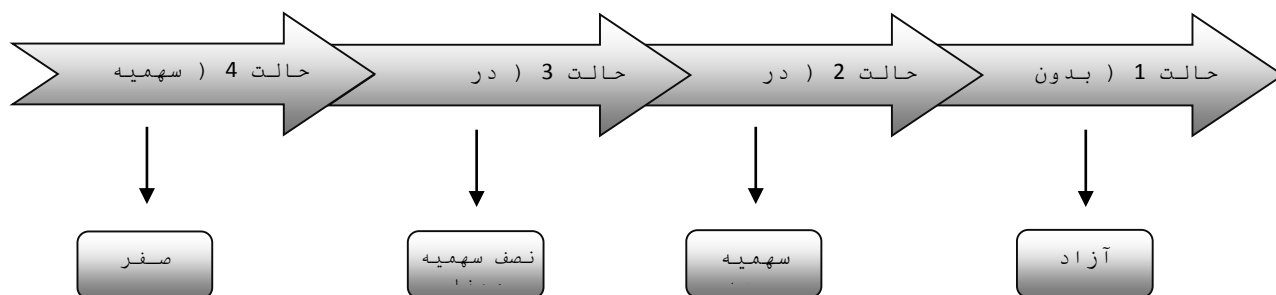 حالت 1 ( بدون
حالت 2 ( در
حالت 3 ( در
حالت 4 ( سهمیه
آزاد
سهمیه
نصف سهمیه
صفر